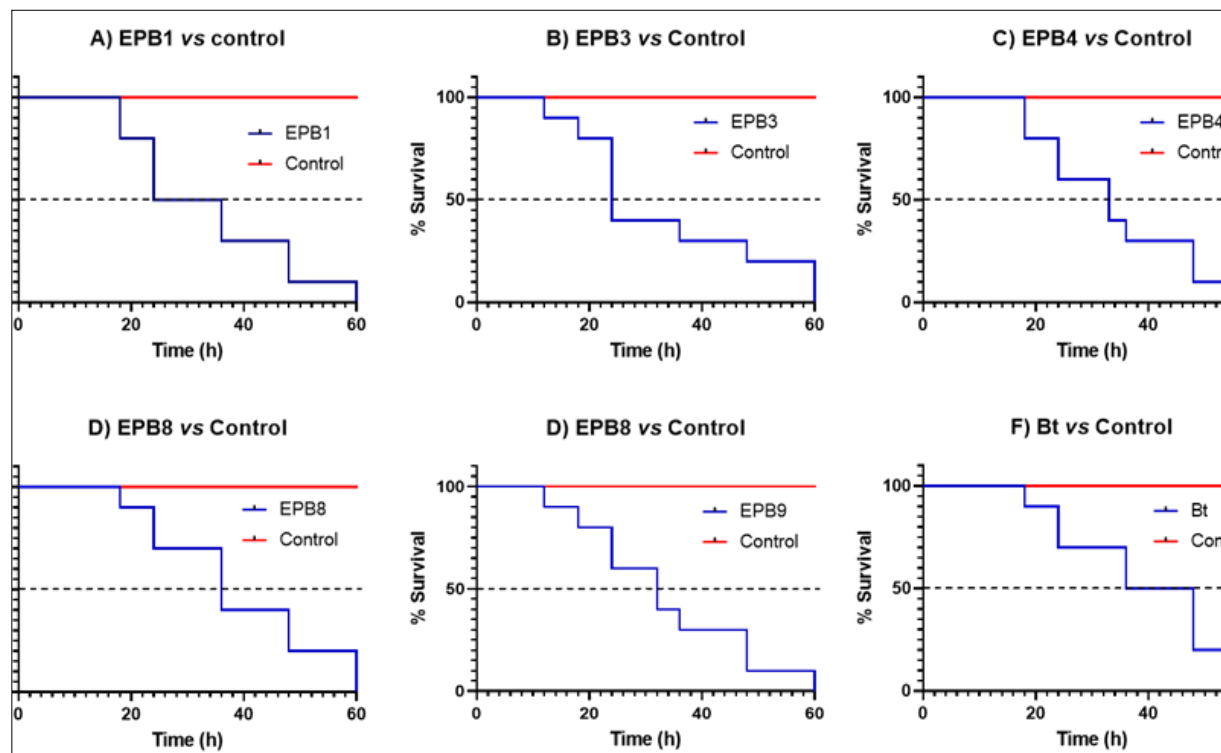 A) EPB1 vs control
EPB1
Control
0 20 40 60
Time (h)
B) EPB3 vs Control
% Survival
100
50
0
EPB3
Control
0 20 40 60
Time (h)
C) EPB4 vs Control
% Survival
100
50
0
EPB4
Contr
0 20 40
Time (h)
D) EPB8 vs Control
EPB8
Control
0 20 40 60
Time (h)
D) EPB8 vs Control
% Survival
100
50
0
EPB9
Control
0 20 40 60
Time (h)
F) Bt vs Control
% Survival
100
50
0
Bt
Con
0 20 40
Time (h)